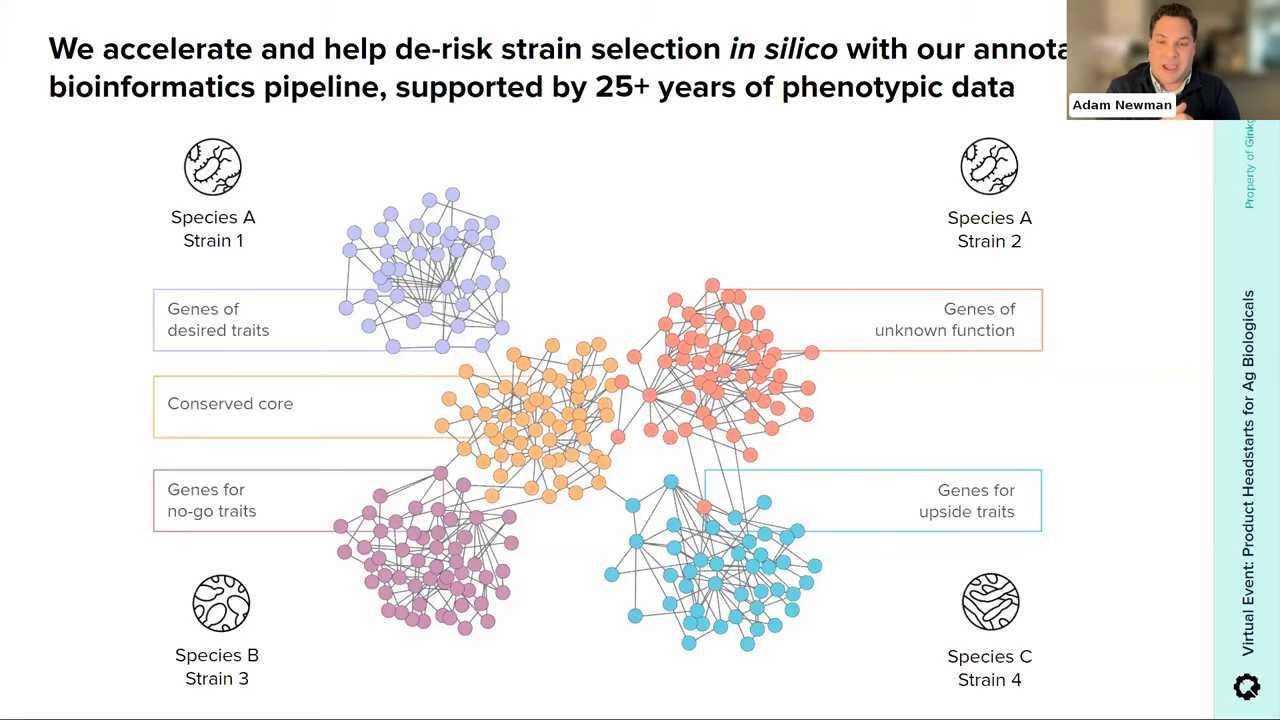 We accelerate and help de-risk strain selection in silico with our
bioinformatics pipeline, supported by 25+ years of phenotypic data
Adam Newman
Species A
Strain 1
Species A
Strain 2
Genes of
desired traits
Genes of
unknown function
Conserved core
Genes for
no-go traits
Genes for
upside traits
Species B
Strain 3
Species C
Strain 4
Property of
Virtual Event: Product Headstarts for Ag Biologicals